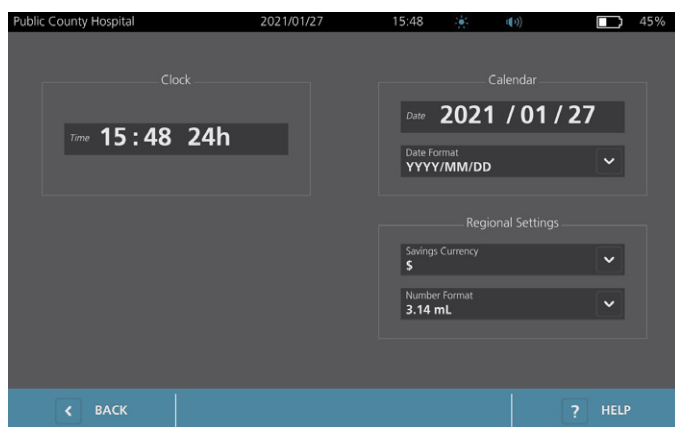 Public County Hospital 2021/01/27 15:48 45%
Clock
Time 15 : 48 24h
Calendar
Date 2021 / 01 / 27
Date Format
YYYY/MM/DD
Regional Settings
Savings Currency
$
Number Format
3.14 mL
BACK
? HELP